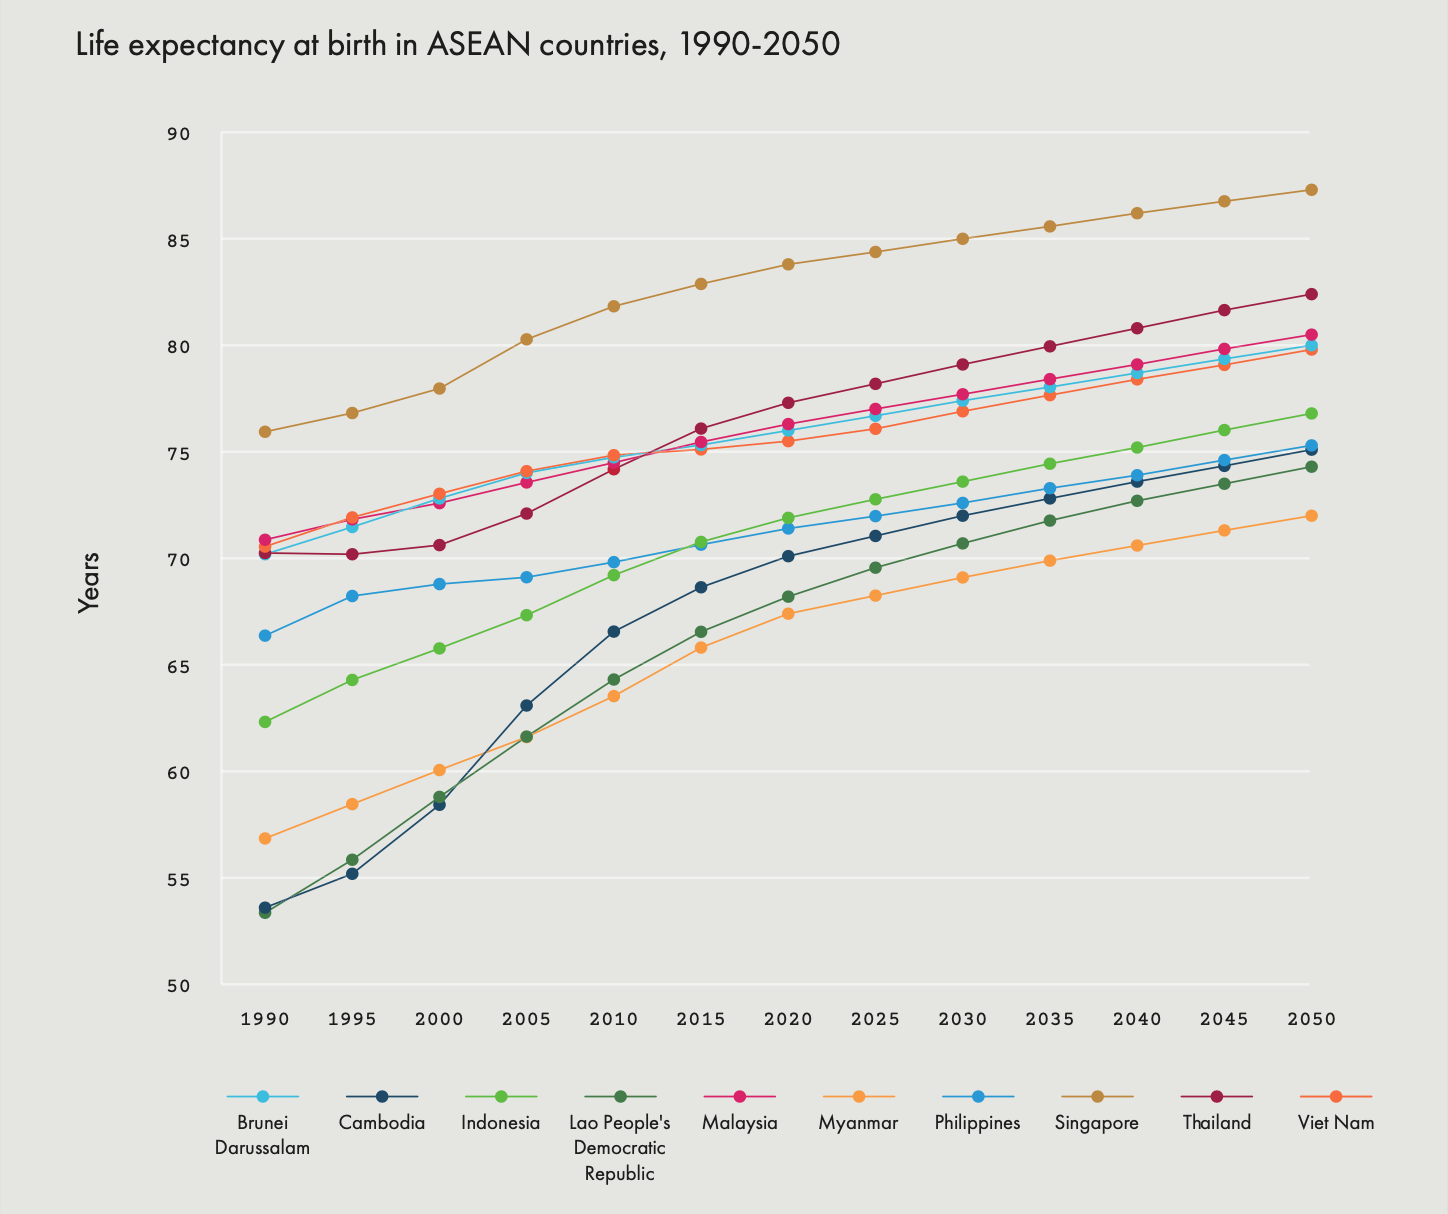 Life expectancy at birth in ASEAN countries, 1990-2050
90
85
80
75
70
65
60
55
50
Years
1990 1995 2000 2005 2010 2015 2020 2025 2030 2035 2040 2045 2050
Brunei Darussalam
Cambodia
Indonesia
Lao People's Democratic Republic
Malaysia
Myanmar
Philippines
Singapore
Thailand
Viet Nam